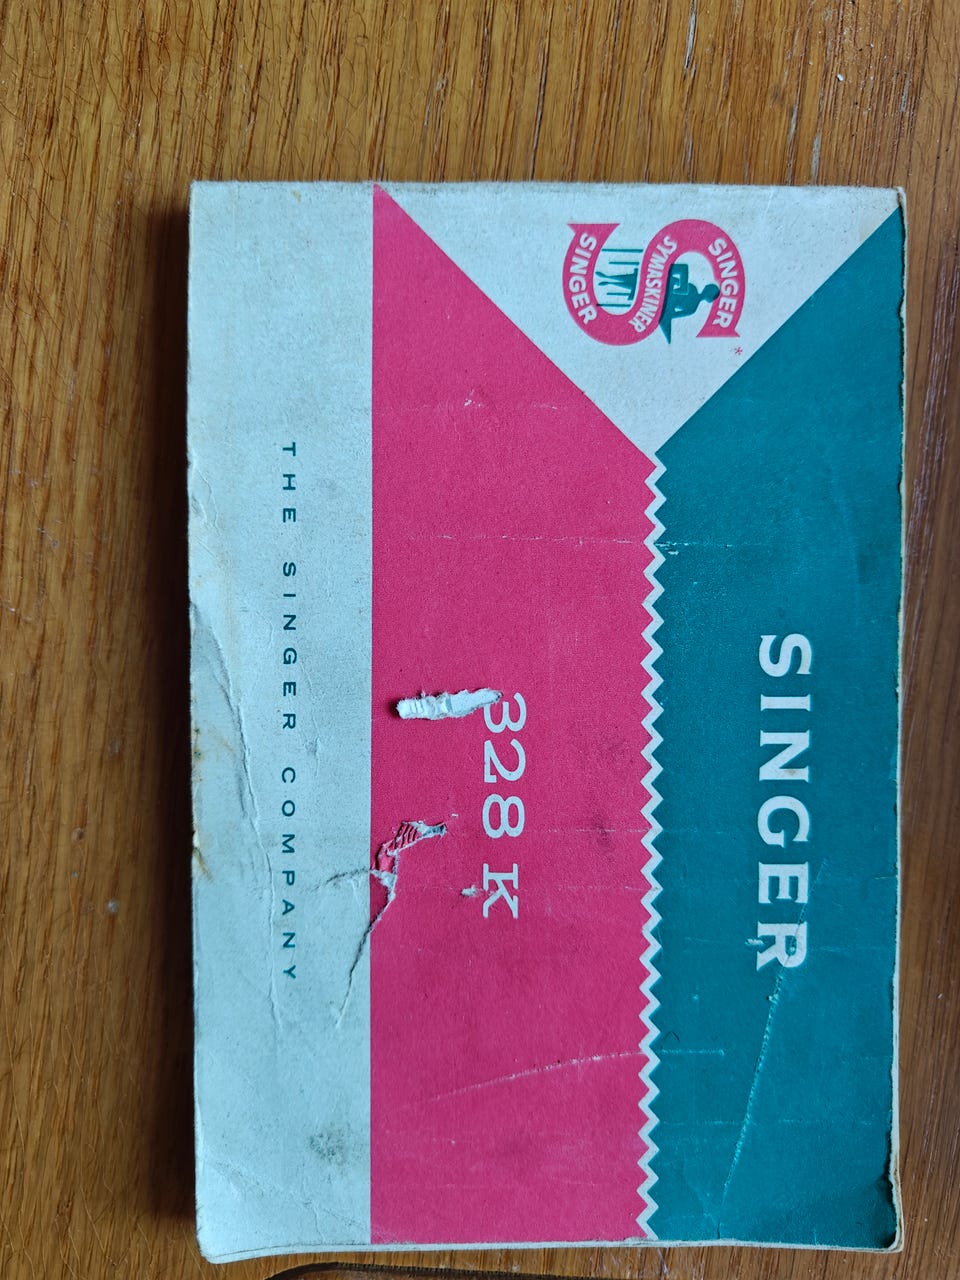 SINGER
SYMASKINER
SINGER
*
SINGER
328 K
THE SINGER COMPANY